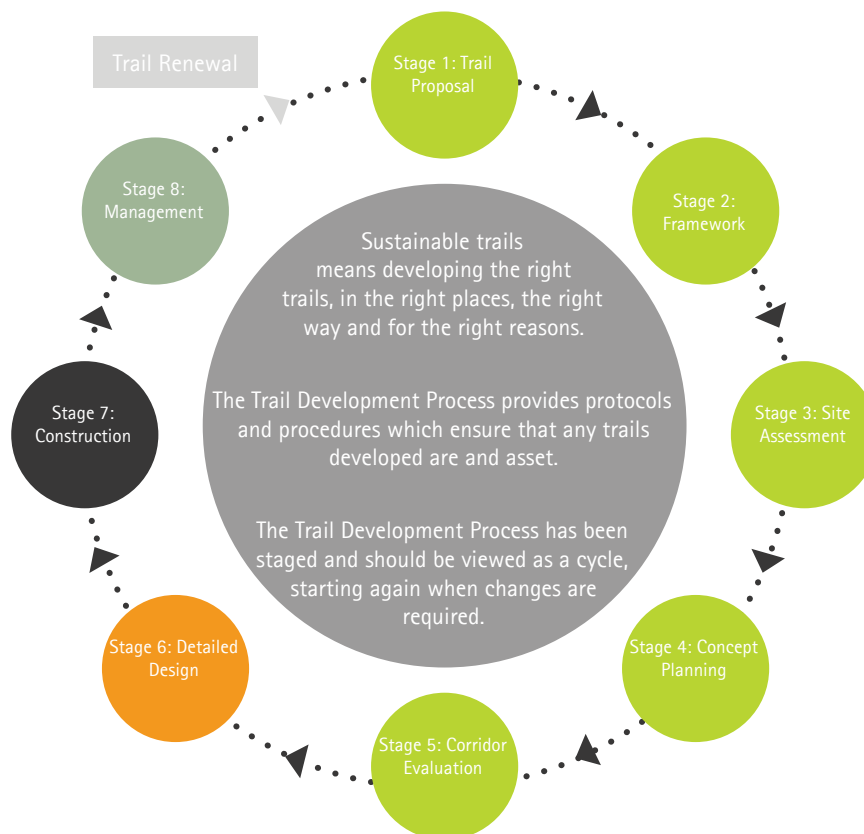 Trail Renewal
Stage 1: Trail
Proposal
Stage 2:
Framework
Stage 3: Site
Assessment
Stage 4: Concept
Planning
Stage 5: Corridor
Evaluation
Stage 6: Detailed
Design
Stage 7:
Construction
Stage 8:
Management
Sustainable trails
means developing the right
trails, in the right places, the right
way and for the right reasons.
The Trail Development Process provides protocols
and procedures which ensure that any trails
developed are and asset.
The Trail Development Process has been
staged and should be viewed as a cycle,
starting again when changes are
required.